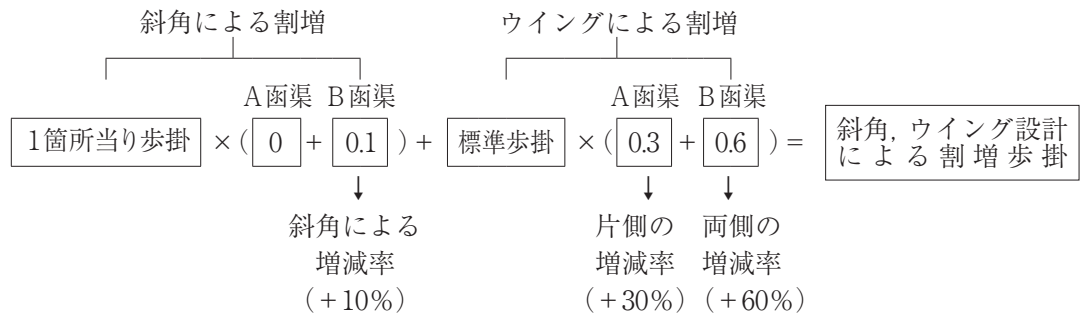 斜角による割増 ウイングによる割増
A函渠 B函渠 A函渠 B函渠
1箇所当り歩掛 ×( 0 + 0.1 )+ 標準歩掛 ×( 0.3 + 0.6 )= 斜角，ウイング設計による割増歩掛
斜角による
増減率
(+10%)
片側の
増減率
(+30%)
両側の
増減率
(+60%)